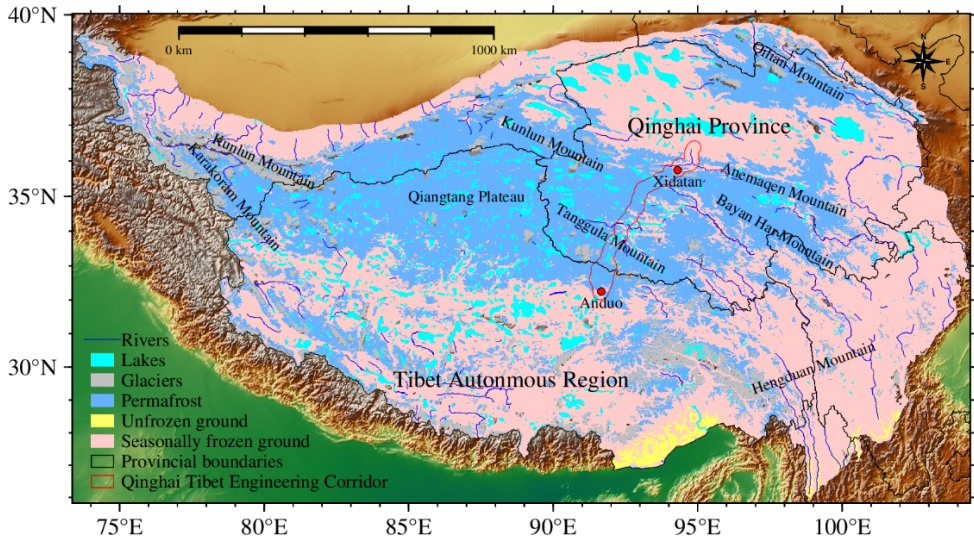 40°N
0 km
1000 km
N
W
E
S
Qilian Mountain
Qinghai Province
Kunlun Mountain
Kunlun Mountain
Karakoran Mountain
Xidatan
Anemaqen Mountain
35°N
Qiangtang Plateau
Bayan Har Mountain
Tanggula Mountain
Anduo
Rivers
Lakes
30°N
Glaciers
Hengduan Mountain
Tibet Autonmous Region
Permafrost
Unfrozen ground
Seasonally frozen ground
Provincial boundaries
Qinghai Tibet Engineering Corridor
75°E
80°E
85°E
90°E
95°E
100°E